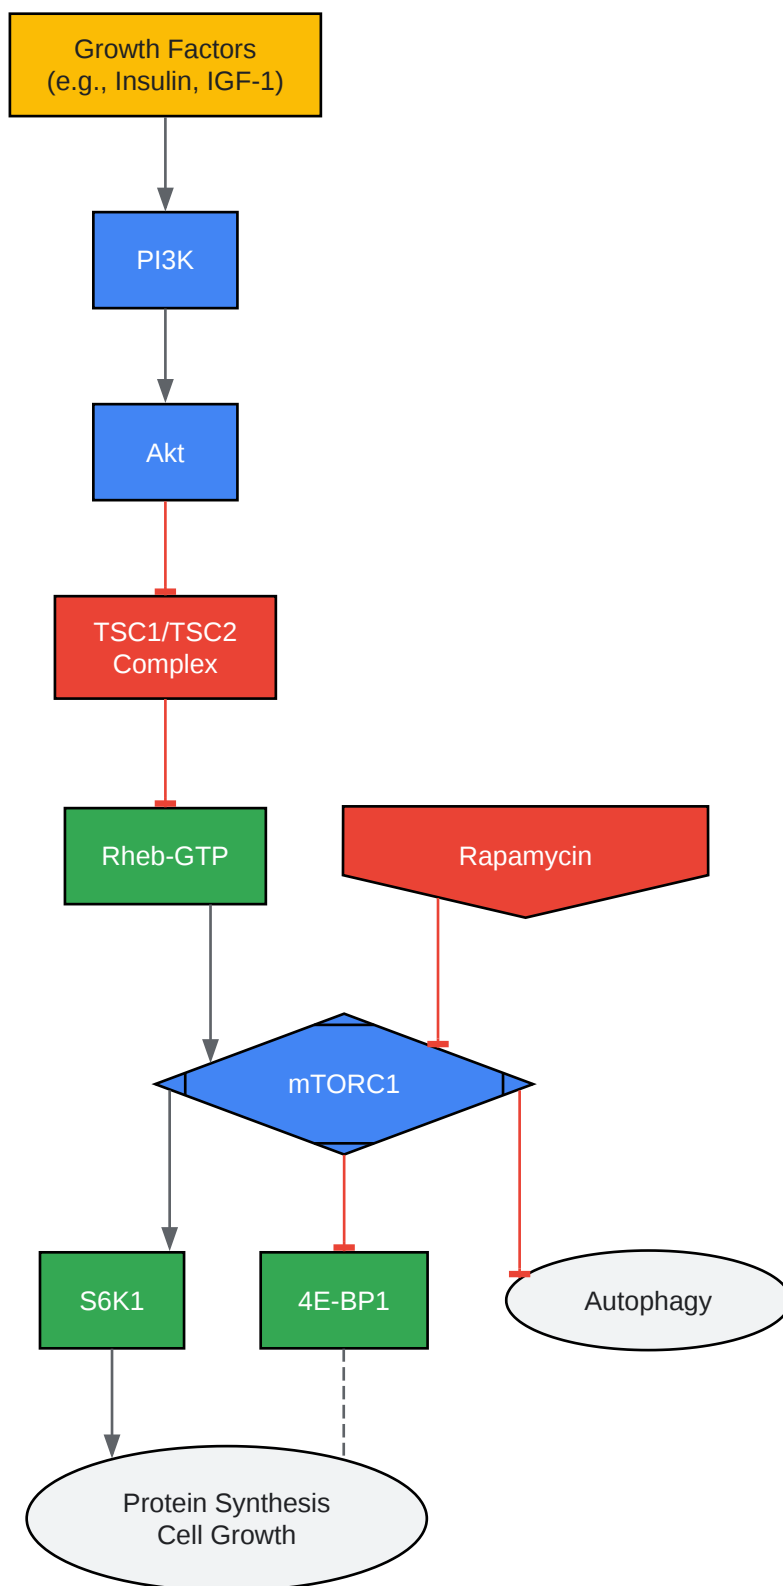 Growth Factors
(e.g., Insulin, IGF-1)
PI3K
Akt
TSC1/TSC2
Complex
Rheb-GTP
Rapamycin
mTORC1
S6K1
4E-BP1
Autophagy
Protein Synthesis
Cell Growth